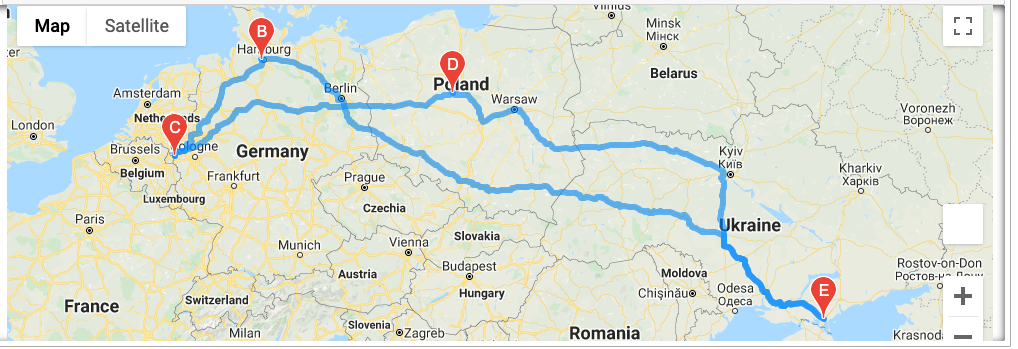 Map
Satellite
Vilnius
Minsk
Мінск
B
Hamburg
D
Poland
Belarus
Berlin
Amsterdam
Netherlands
Warsaw
Voronezh
Воронеж
London
C
Cologne
Brussels
Belgium
Germany
Kyiv
Київ
Kharkiv
Харків
Frankfurt
Prague
Czechia
Luxembourg
Paris
Ukraine
Slovakia
Munich
Vienna
Rostov-on-Don
Ростов-на-Дону
Austria
Budapest
Moldova
Odesa
Одеса
E
Hungary
Chișinău
Switzerland
France
Slovenia
Milan
Zagreb
Romania
Krasnoda